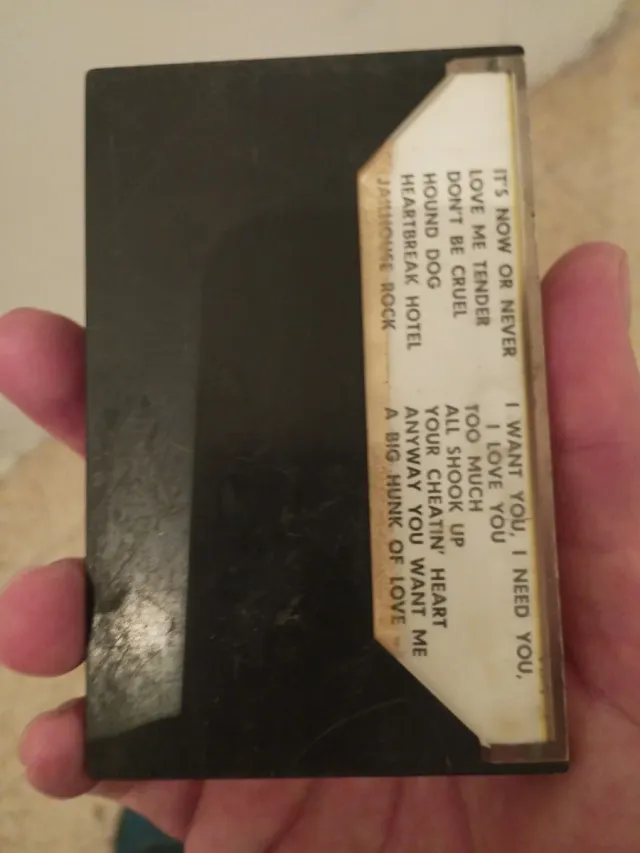 IT'S NOW OR NEVER
LOVE ME TENDER
DON'T BE CRUEL
HOUND DOG
HEARTBREAK HOTEL
JAILHOUSE ROCK
I WANT YOU, I NEED YOU,
I LOVE YOU
TOO MUCH
ALL SHOOK UP
YOUR CHEATIN' HEART
ANYWAY YOU WANT ME
A BIG HUNK OF LOVE